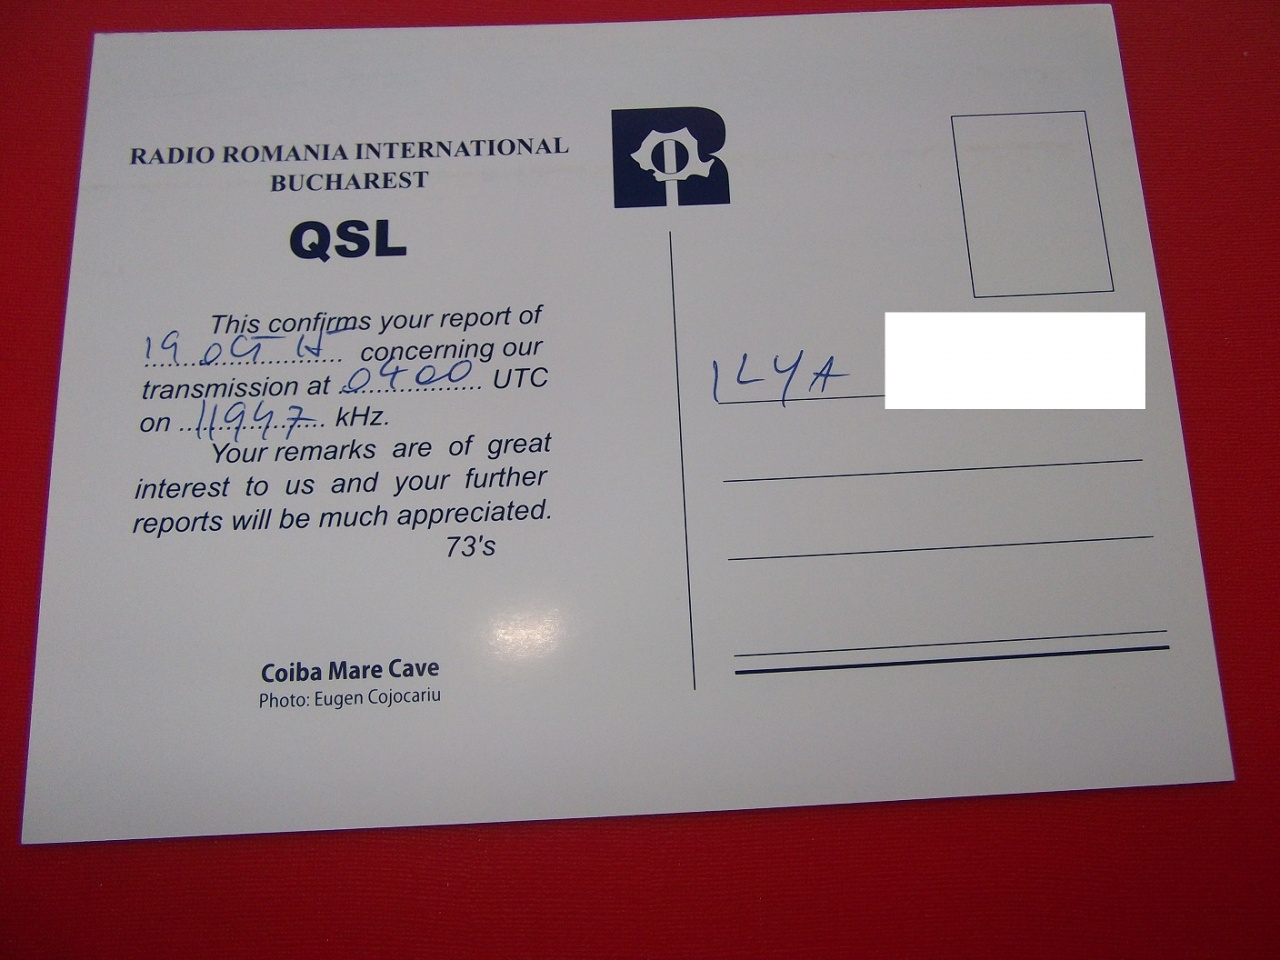 RADIO ROMANIA INTERNATIONAL
BUCHAREST
QSL
This confirms your report of
19 concerning our
transmission at 0400 UTC
on 11947 kHz.
Your remarks are of great
interest to us and your further
reports will be much appreciated.
73's
Coiba Mare Cave
Photo: Eugen Cojocariu
R
ILYA